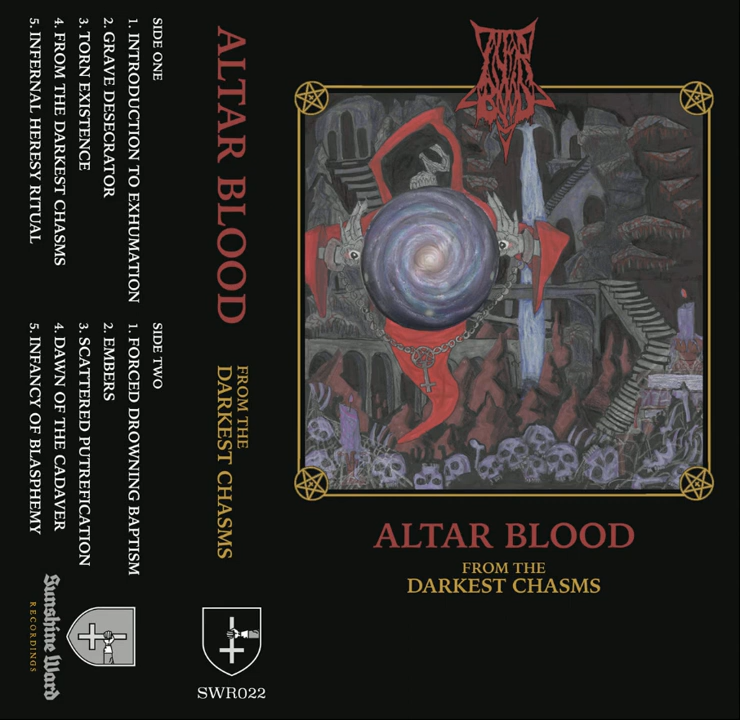 SIDE ONE
1. INTRODUCTION TO EXHUMATION
2. GRAVE DESECRATOR
3. TORN EXISTENCE
4. FROM THE DARKEST CHASMS
5. INFERNAL HERESY RITUAL
SIDE TWO
1. FORCED DROWNING BAPTISM
2. EMBERS
3. SCATTERED PUTREFICATION
4. DAWN OF THE CADAVER
5. INFANCY OF BLASPHEMY
Sunshine Ward
RECORDINGS
ALTAR BLOOD
FROM THE
DARKEST CHASMS
SWR022
ALTAR BLOOD
ALTAR BLOOD
FROM THE
DARKEST CHASMS